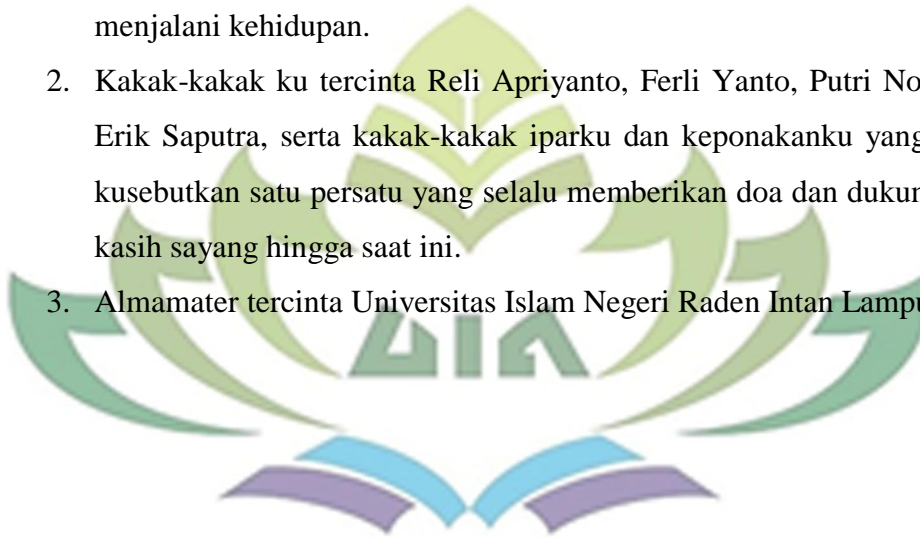 menjalani kehidupan.
2. Kakak-kakak ku tercinta Reli Apriyanto, Ferli Yanto, Putri
Erik Saputra, serta kakak-kakak iparku dan keponakanku yang
kusebutkan satu persatu yang selalu memberikan doa dan
kasih sayang hingga saat ini.
3. Almamater tercinta Universitas Islam Negeri Raden Intan
UIN